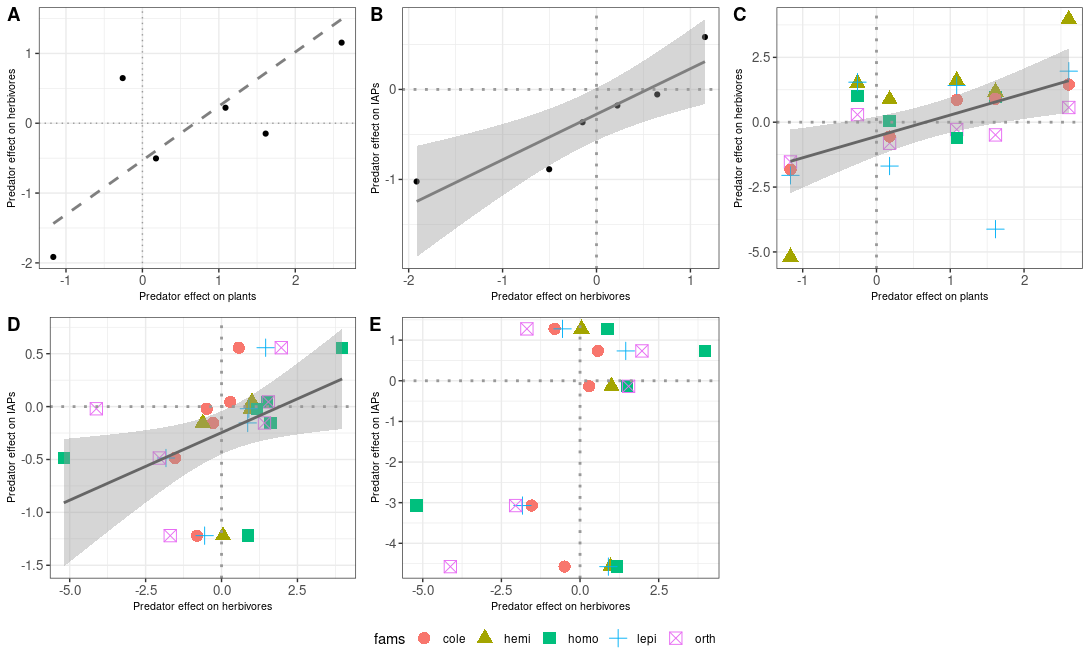 A
Predator effect on herbivores
1
0.0
-1
-2
-1
0
1
2
Predator effect on plants
B
Predator effect on IAPs
0
-1
-2
-1
0
1
Predator effect on herbivores
C
Predator effect on herbivores
2.5
0.0
-2.5
-5.0
-1
0
1
2
Predator effect on plants
D
Predator effect on IAPs
0.5
0.0
-0.5
-1.0
-1.5
-5.0
-2.5
0.0
2.5
Predator effect on herbivores
E
Predator effect on IAPs
1
0
-1
-2
-3
-4
-5.0
-2.5
0.0
2.5
Predator effect on herbivores
fams cole hemi homo lepi orth